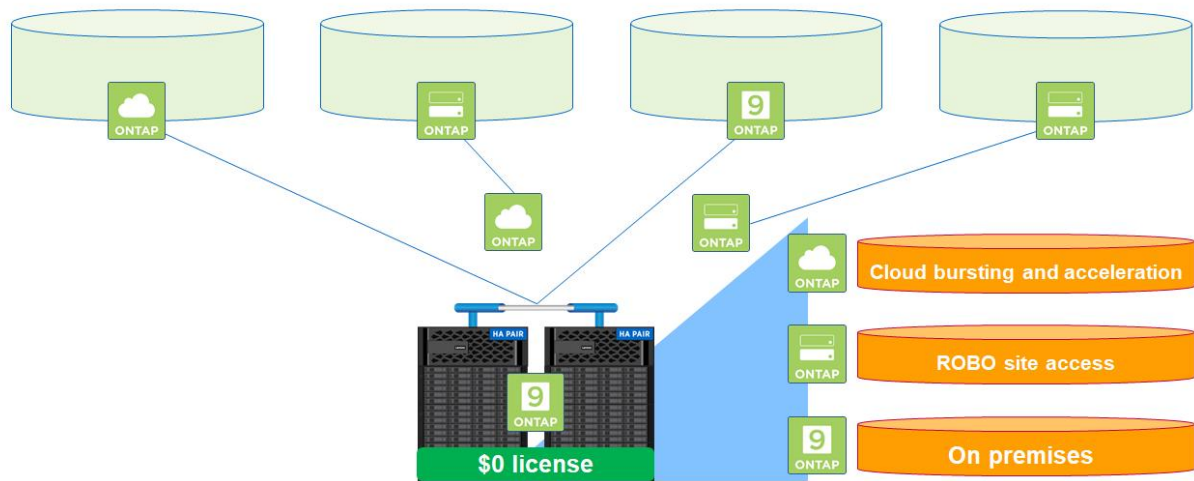 ONTAP
ONTAP
9
ONTAP
ONTAP
ONTAP
ONTAP
ONTAP
Cloud bursting and acceleration
HA PAIR
HA PAIR
ONTAP
ROBO site access
9
ONTAP
9
ONTAP
On premises
$0 license